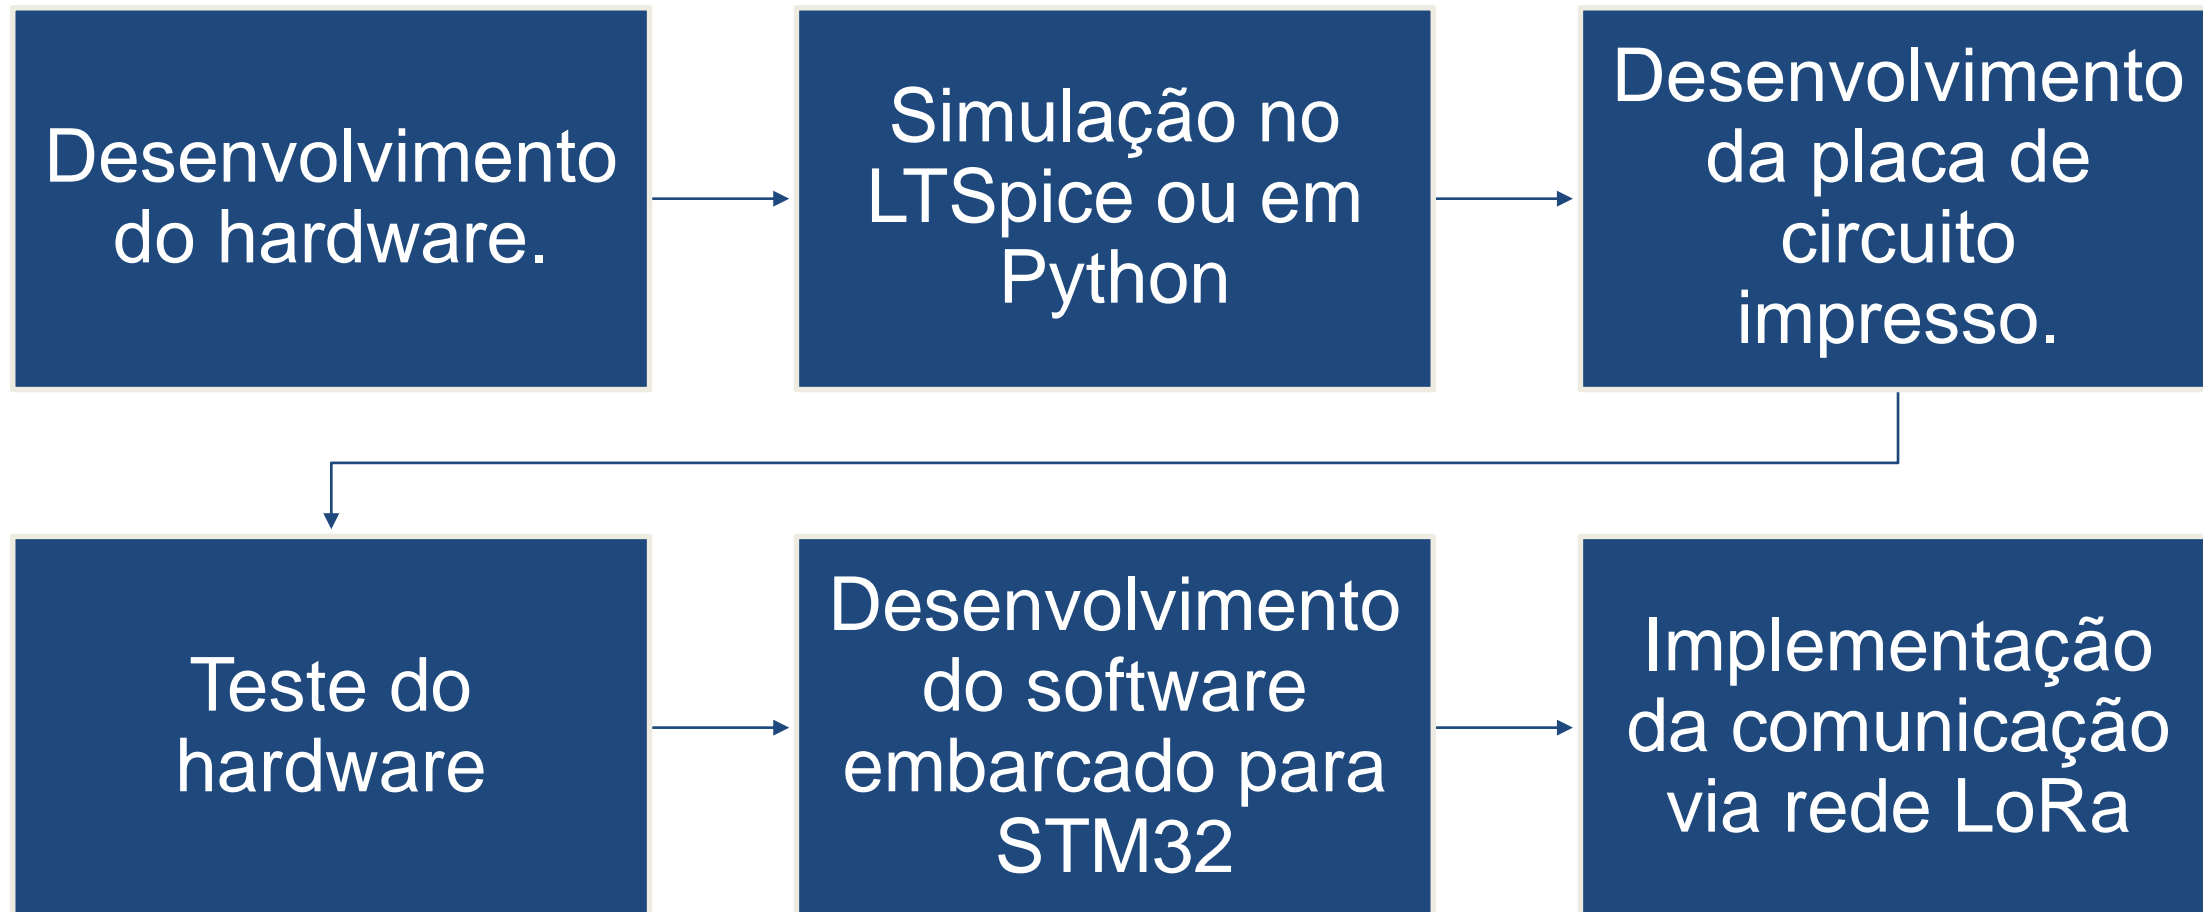 Desenvolvimento
do hardware.
Simulação no
LTSpice ou em
Python
Desenvolvimento
da placa de
circuito
impresso.
Teste do
hardware
Desenvolvimento
do software
embarcado para
STM32
Implementação
da comunicação
via rede LoRa